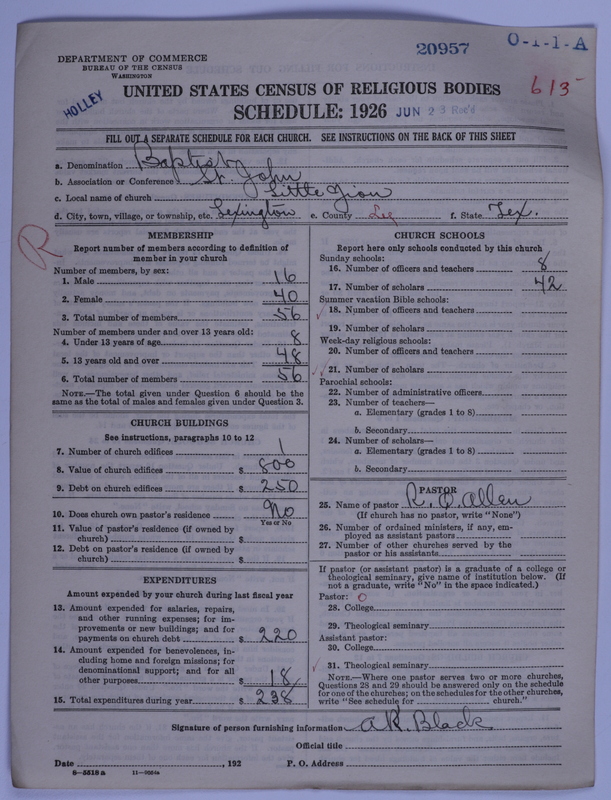 20957 O-1-1-A
DEPARTMENT OF COMMERCE
BUREAU OF THE CENSUS
WASHINGTON
HOLLEY
UNITED STATES CENSUS OF RELIGIOUS BODIES
613
SCHEDULE: 1926 JUN 23 Rec'd
FILL OUT A SEPARATE SCHEDULE FOR EACH CHURCH. SEE INSTRUCTIONS ON THE BACK OF THIS SHEET
a. Denomination Baptist
b. Association or Conference St. John
c. Local name of church Little Zion
d. City, town, village, or township, etc. Lexington e. County Lee f. State Tex.
R
MEMBERSHIP
Report number of members according to definition of
member in your church
Number of members, by sex:
1. Male 16
2. Female 40
3. Total number of members 56
Number of members under and over 13 years old:
4. Under 13 years of age 8
5. 13 years old and over 48
6. Total number of members 56
NOTE.—The total given under Question 6 should be
the same as the total of males and females given under Question 3.
CHURCH BUILDINGS
See instructions, paragraphs 10 to 12
7. Number of church edifices 1
8. Value of church edifices $ 800
9. Debt on church edifices $ 250
10. Does church own pastor's residence No
Yes or No
11. Value of pastor's residence (if owned by
church) $
12. Debt on pastor's residence (if owned by
church) $
EXPENDITURES
Amount expended by your church during last fiscal year
13. Amount expended for salaries, repairs,
and other running expenses; for im-
provements or new buildings; and for
payments on church debt $ 220
14. Amount expended for benevolences, in-
cluding home and foreign missions; for
denominational support; and for all
other purposes $ 18
15. Total expenditures during year $ 238
CHURCH SCHOOLS
Report here only schools conducted by this church
Sunday schools:
16. Number of officers and teachers 8
17. Number of scholars 42
Summer vacation Bible schools:
18. Number of officers and teachers
19. Number of scholars
Week-day religious schools:
20. Number of officers and teachers
21. Number of scholars
Parochial schools:
22. Number of administrative officers
23. Number of teachers—
a. Elementary (grades 1 to 8)
b. Secondary
24. Number of scholars—
a. Elementary (grades 1 to 8)
b. Secondary
PASTOR
25. Name of pastor R. E. Allen
(If church has no pastor, write "None")
26. Number of ordained ministers, if any, em-
ployed as assistant pastors
27. Number of other churches served by the
pastor or his assistants
If pastor (or assistant pastor) is a graduate of a college or
theological seminary, give name of institution below. (If
not a graduate, write "No" in the space indicated.)
Pastor: O
28. College
29. Theological seminary
Assistant pastor:
30. College
31. Theological seminary
NOTE.—Where one pastor serves two or more churches,
Questions 28 and 29 should be answered only on the schedule
for one of the churches; on the schedules for the other churches,
write "See schedule for church."
Signature of person furnishing information A R. Black
Official title
Date , 192 P. O. Address
8—5518 a 11—9664a